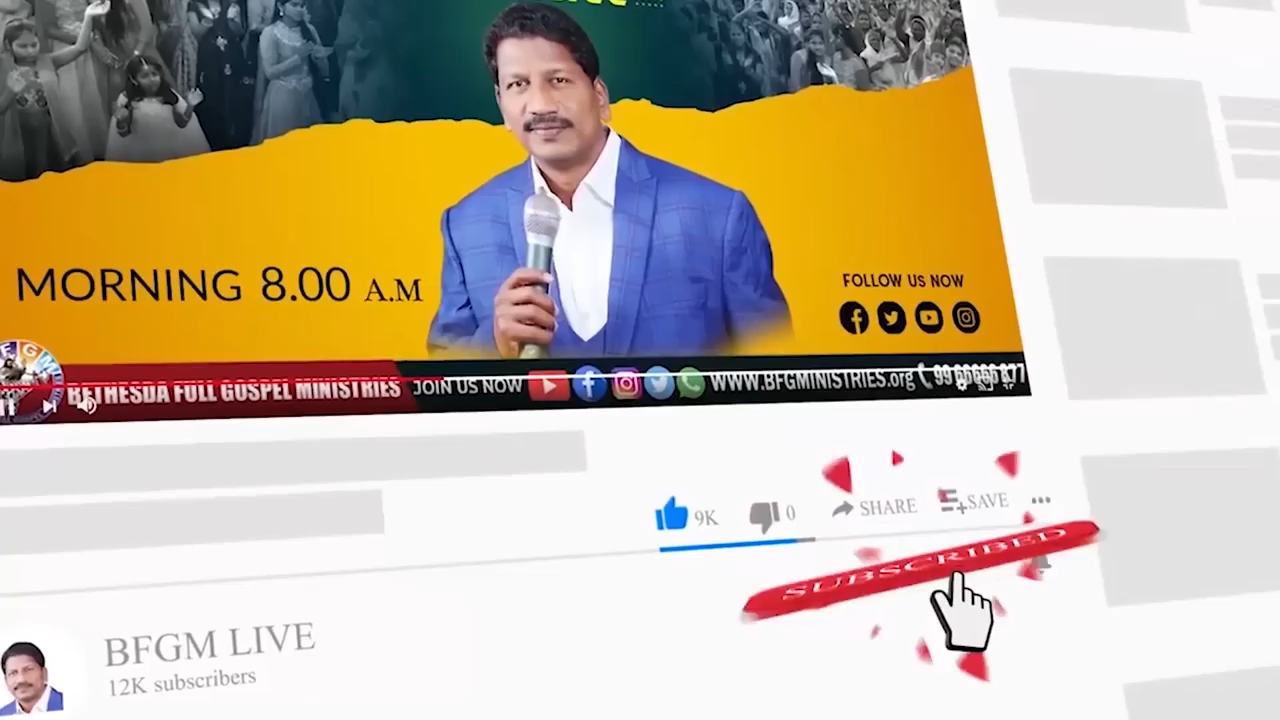 MORNING 8.00 A.M
FOLLOW US NOW
BETHESDA FULL GOSPEL MINISTRIES JOIN US NOW WWW.BFGMINISTRIES.org
9K 0 SHARE SAVE
SUBSCRIBED
BFGM LIVE
12K subscribers